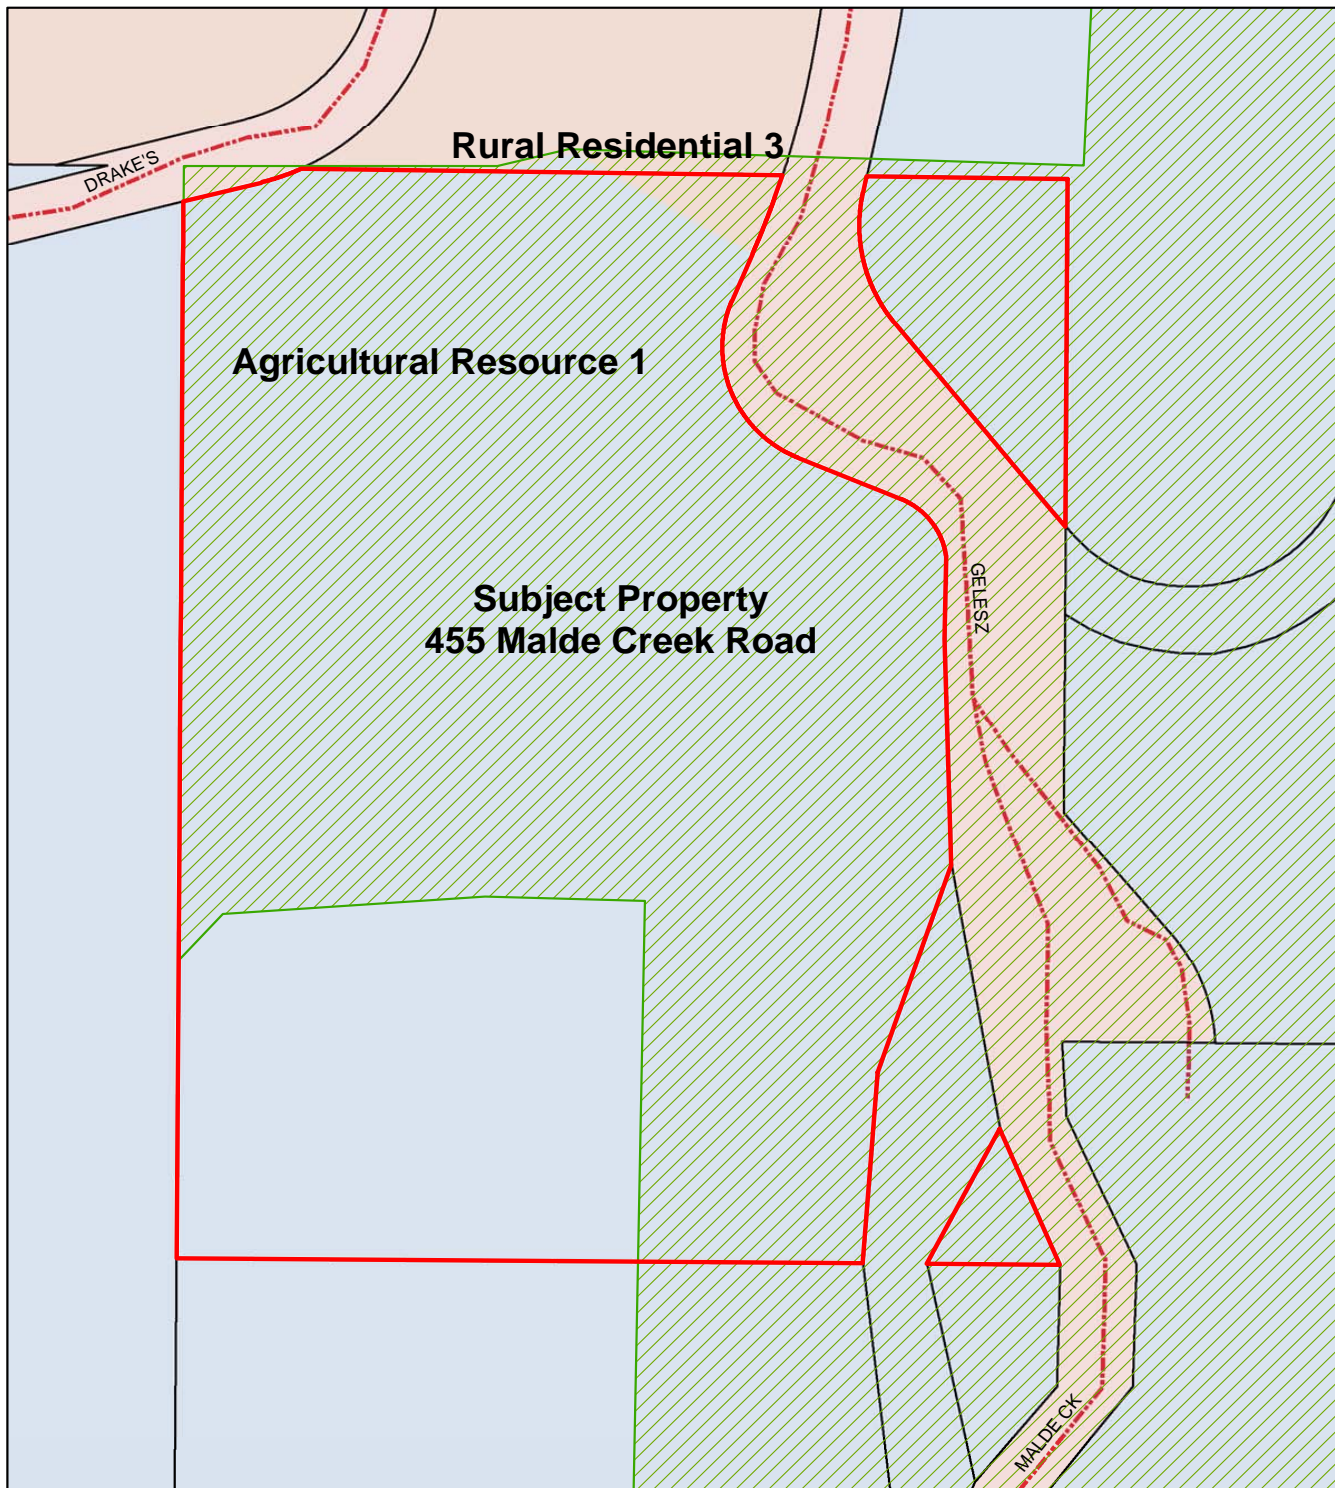 Rural Residential 3
DRAKE'S
Agricultural Resource 1
GELESZ
Subject Property
455 Malde Creek Road
MALDE CK